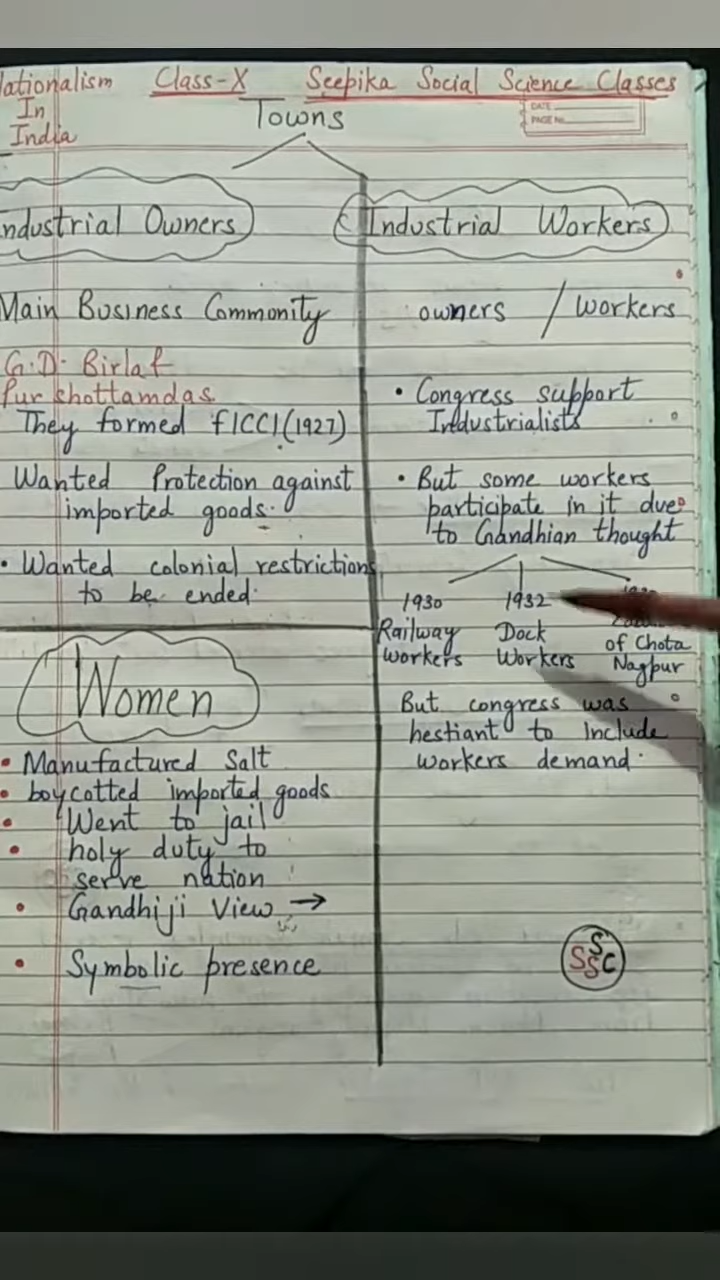 Nationalism Class-X Seepika Social Science Classes
In
India
DATE
PAGE No.
Towns
Industrial Owners
Main Business Commonity
G.D. Birla &
Purshottamdas
They formed FICCI (1927)
Wanted Protection against
imported goods.
• Wanted colonial restrictions
to be ended.
Industrial Workers
owners / workers
• Congress support
Industrialists
• But some workers
participate in it due
to Gandhian thought
1930 1932
Railway Dock
workers Workers
of Chota
Nagpur
But congress was
hestiant to include
workers demand.
Women
• Manufactured Salt
• boycotted imported goods
• Went to jail
• holy duty to
serve nation
• Gandhiji View →
• Symbolic presence
SSSC